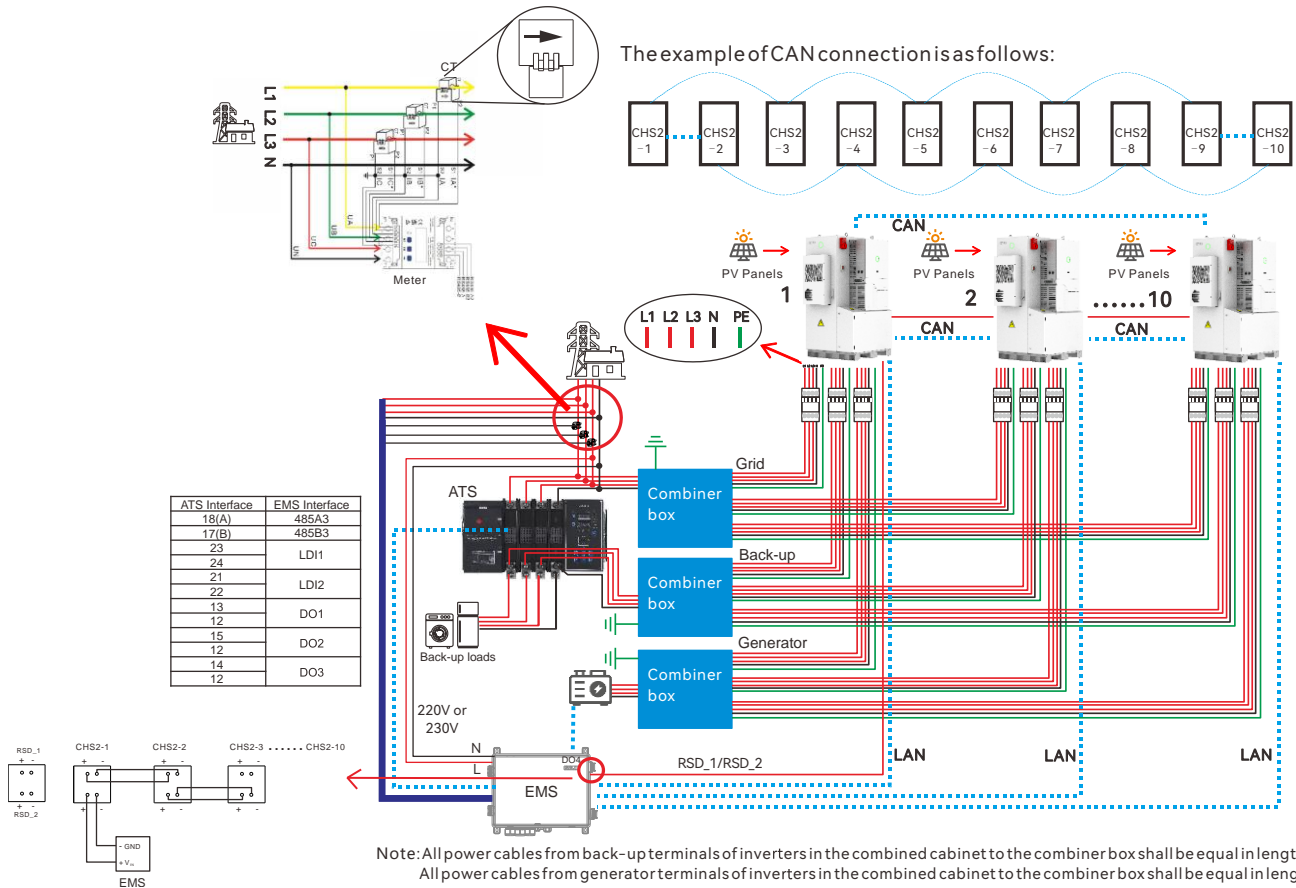 The example of CAN connection is as follows:
CHS2 -1
CHS2 -2
CHS2 -3
CHS2 -4
CHS2 -5
CHS2 -6
CHS2 -7
CHS2 -8
CHS2 -9
CHS2 -10
CT
L1
L2
L3
N
UA
UB
UC
UN
Meter
CAN
PV Panels
1
PV Panels
2
PV Panels
......10
CAN
CAN
L1 L2 L3 N PE
ATS
Grid
Combiner box
Back-up
Combiner box
Generator
Combiner box
Back-up loads
ATS Interface EMS Interface
18(A) 485A3
17(B) 485B3
23
24
LDI1
21
22
LDI2
13
12
DO1
15
12
DO2
14
12
DO3
220V or
230V
N
L
DO4
EMS
RSD_1/RSD_2
LAN
LAN
LAN
RSD_1
+ -
+ -
RSD_2
CHS2-1
CHS2-2
CHS2-3 ...... CHS2-10
+ -
+ -
+ -
+ -
+ -
+ -
- GND
EMS
Note: All power cables from back-up terminals of inverters in the combined cabinet to the combiner box shall be equal in lengt
All power cables from generator terminals of inverters in the combined cabinet to the combiner box shall be equal in leng